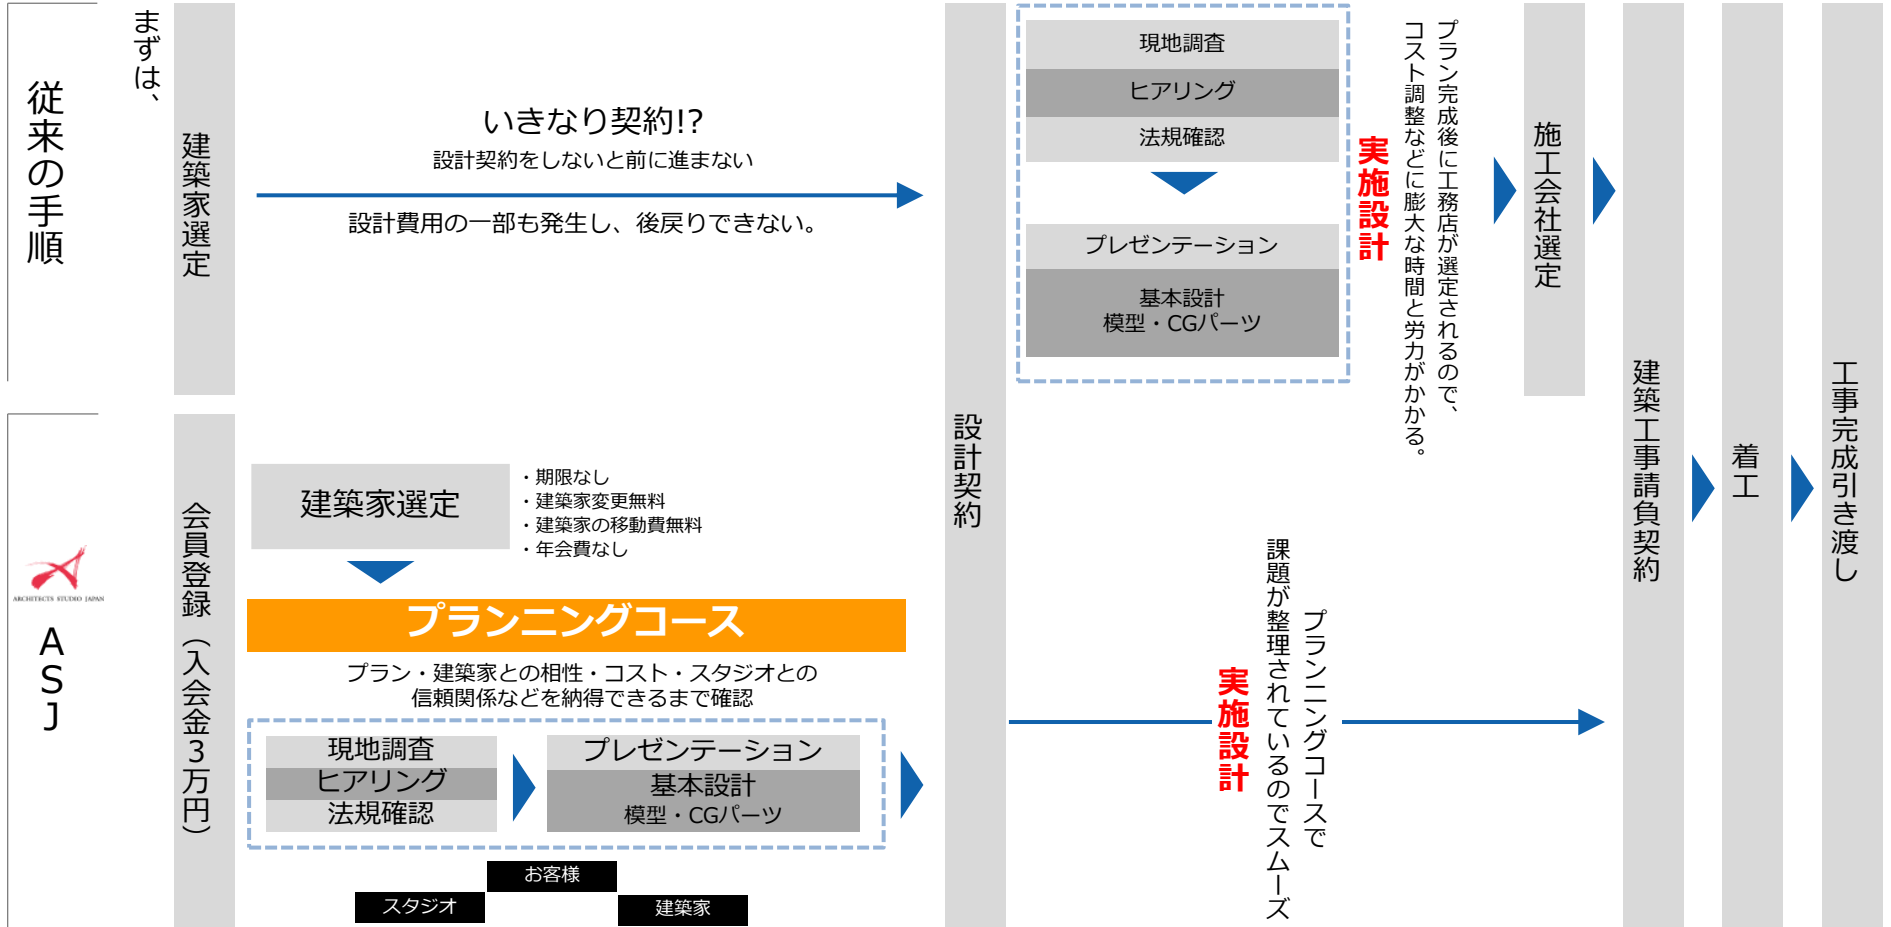 従来の手順
まずは、
建築家選定
いきなり契約!?
設計契約をしないと前に進まない
設計費用の一部も発生し、後戻りできない。
設計契約
現地調査
ヒアリング
法規確認
プレゼンテーション
基本設計
模型・CGパーツ
実施設計
プラン完成後に工務店が選定されるので、
コスト調整などに膨大な時間と労力がかかる。
施工会社選定
建築工事請負契約
着工
工事完成引き渡し
ARCHITECTS STUDIO JAPAN
ASJ
会員登録（入会金3万円）
建築家選定
・期限なし
・建築家変更無料
・建築家の移動費無料
・年会費なし
プランニングコース
プラン・建築家との相性・コスト・スタジオとの
信頼関係などを納得できるまで確認
現地調査
ヒアリング
法規確認
プレゼンテーション
基本設計
模型・CGパーツ
お客様
スタジオ
建築家
実施設計
プランニングコースで
課題が整理されているのでスムーズ